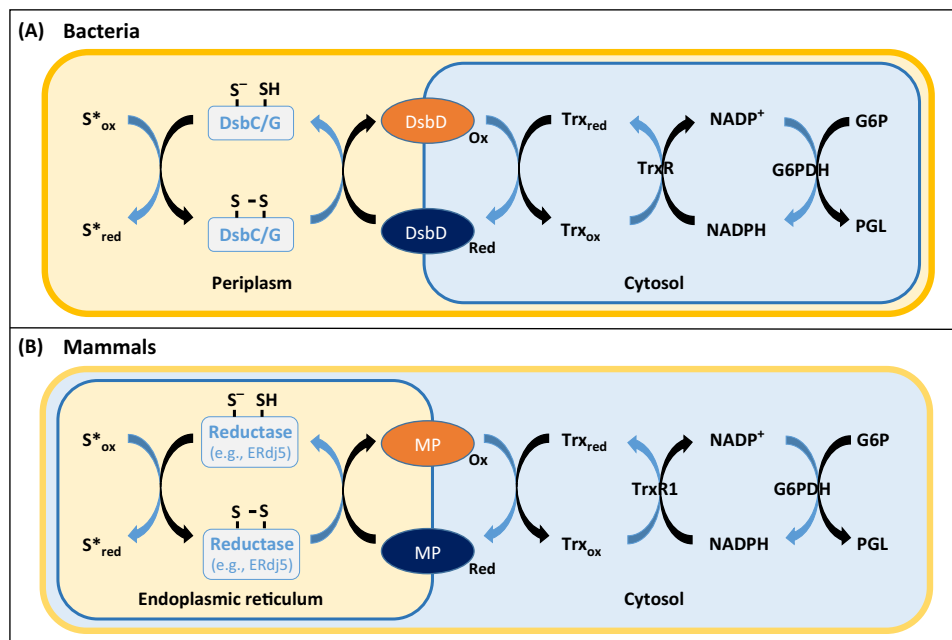 (A) Bacteria
S⁻ SH
S*ox DsbC/G DsbD Ox Trxred NADP⁺ G6P
TrxR G6PDH
S - S
S*red DsbC/G DsbD Red Trxox NADPH PGL
Periplasm Cytosol
(B) Mammals
S⁻ SH
S*ox Reductase (e.g., ERdj5) MP Ox Trxred NADP⁺ G6P
TrxR1 G6PDH
S - S
S*red Reductase (e.g., ERdj5) MP Red Trxox NADPH PGL
Endoplasmic reticulum Cytosol